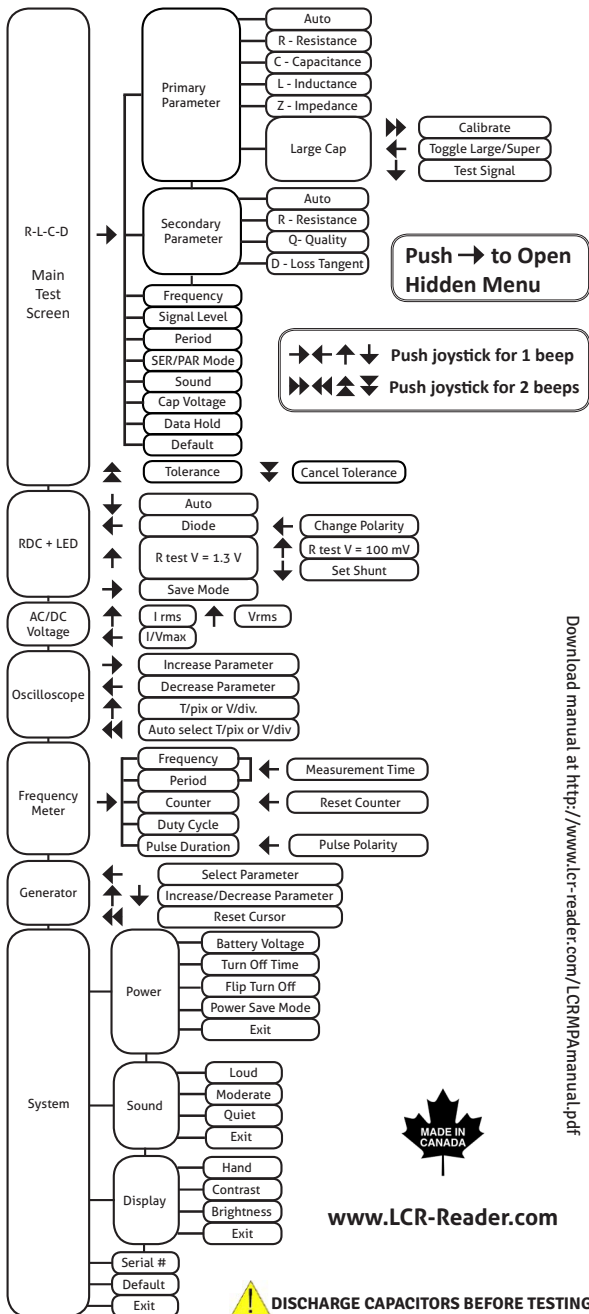 R-L-C-D
Main
Test
Screen
Primary
Parameter
Auto
R - Resistance
C - Capacitance
L - Inductance
Z - Impedance
Large Cap
Calibrate
Toggle Large/Super
Test Signal
Secondary
Parameter
Auto
R - Resistance
Q- Quality
D - Loss Tangent
Frequency
Signal Level
Period
SER/PAR Mode
Sound
Cap Voltage
Data Hold
Default
Tolerance
Cancel Tolerance
Push → to Open
Hidden Menu
Push joystick for 1 beep
Push joystick for 2 beeps
RDC + LED
Auto
Diode
Change Polarity
R test V = 1.3 V
R test V = 100 mV
Set Shunt
Save Mode
AC/DC
Voltage
I rms
Vrms
I/Vmax
Oscilloscope
Increase Parameter
Decrease Parameter
T/pix or V/div.
Auto select T/pix or V/div
Frequency
Meter
Frequency
Period
Measurement Time
Counter
Reset Counter
Duty Cycle
Pulse Duration
Pulse Polarity
Generator
Select Parameter
Increase/Decrease Parameter
Reset Cursor
System
Power
Battery Voltage
Turn Off Time
Flip Turn Off
Power Save Mode
Exit
Sound
Loud
Moderate
Quiet
Exit
Display
Hand
Contrast
Brightness
Exit
Serial #
Default
Exit
Download manual at http://www.lcr-reader.com/LCRMPAmanual.pdf
MADE IN
CANADA
www.LCR-Reader.com
! DISCHARGE CAPACITORS BEFORE TESTING